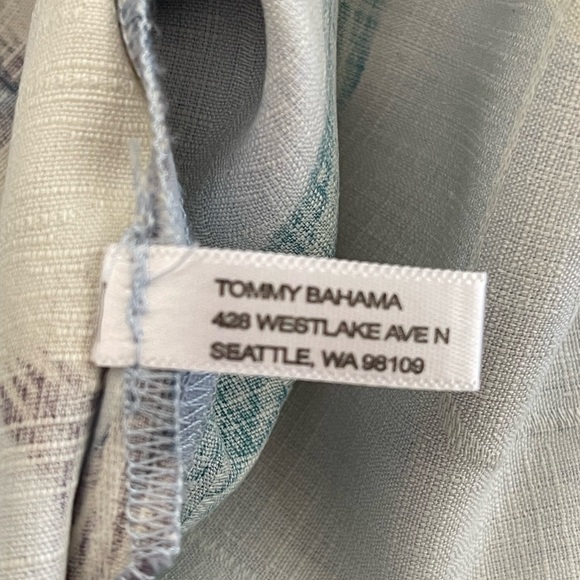 TOMMY BAHAMA
428 WESTLAKE AVE N
SEATTLE, WA 98109